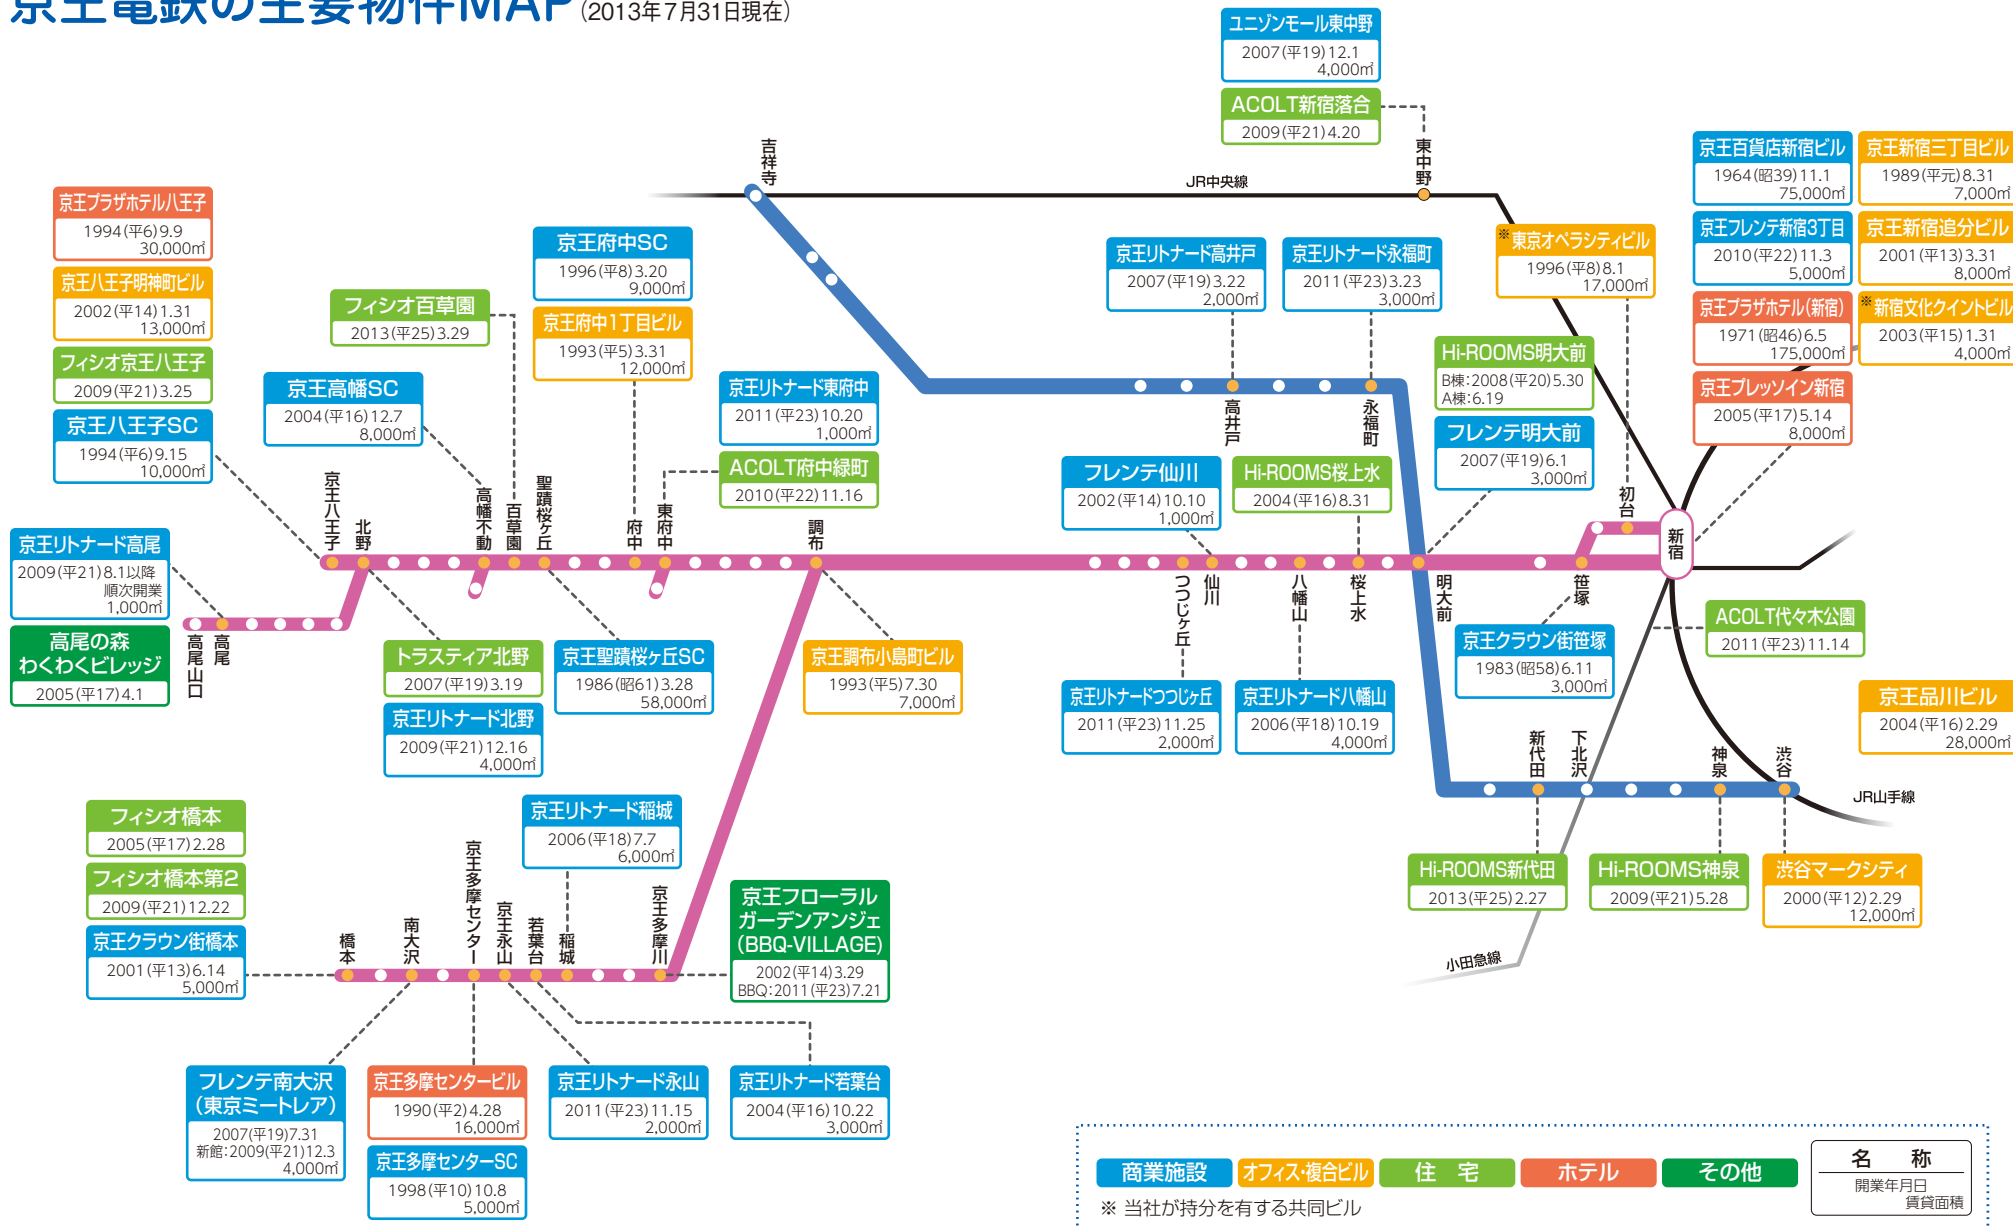 京王電鉄の主要物件MAP(2013年7月31日現在)
ユニゾンモール東中野
2007(平19)12.1
4,000㎡
ACOLT新宿落合
2009(平21)4.20
東中野
吉祥寺
JR中央線
京王百貨店新宿ビル
1964(昭39)11.1
75,000㎡
京王新宿三丁目ビル
1989(平元)8.31
7,000㎡
京王フレンテ新宿3丁目
2010(平22)11.3
5,000㎡
京王新宿追分ビル
2001(平13)3.31
8,000㎡
京王プラザホテル(新宿)
1971(昭46)6.5
175,000㎡
※新宿文化クイントビル
2003(平15)1.31
4,000㎡
京王プレッソイン新宿
2005(平17)5.14
8,000㎡
京王プラザホテル八王子
1994(平6)9.9
30,000㎡
京王八王子明神町ビル
2002(平14)1.31
13,000㎡
フィシオ京王八王子
2009(平21)3.25
京王八王子SC
1994(平6)9.15
10,000㎡
フィシオ百草園
2013(平25)3.29
京王高幡SC
2004(平16)12.7
8,000㎡
京王府中SC
1996(平8)3.20
9,000㎡
京王府中1丁目ビル
1993(平5)3.31
12,000㎡
京王リトナード東府中
2011(平23)10.20
1,000㎡
ACOLT府中緑町
2010(平22)11.16
京王リトナード高井戸
2007(平19)3.22
2,000㎡
京王リトナード永福町
2011(平23)3.23
3,000㎡
※東京オペラシティビル
1996(平8)8.1
17,000㎡
Hi-ROOMS明大前
B棟:2008(平20)5.30
A棟:6.19
フレンテ明大前
2007(平19)6.1
3,000㎡
フレンテ仙川
2002(平14)10.10
1,000㎡
Hi-ROOMS桜上水
2004(平16)8.31
高井戸
永福町
初台
新宿
京王八王子
北野
高幡不動
百草園
聖蹟桜ヶ丘
府中
東府中
調布
つつじヶ丘
仙川
八幡山
桜上水
明大前
笹塚
京王リトナード高尾
2009(平21)8.1以降
順次開業
1,000㎡
高尾の森
わくわくビレッジ
2005(平17)4.1
高尾山口
高尾
トラスティア北野
2007(平19)3.19
京王リトナード北野
2009(平21)12.16
4,000㎡
京王聖蹟桜ヶ丘SC
1986(昭61)3.28
58,000㎡
京王調布小島町ビル
1993(平5)7.30
7,000㎡
京王リトナードつつじヶ丘
2011(平23)11.25
2,000㎡
京王リトナード八幡山
2006(平18)10.19
4,000㎡
京王クラウン街笹塚
1983(昭58)6.11
3,000㎡
ACOLT代々木公園
2011(平23)11.14
京王品川ビル
2004(平16)2.29
28,000㎡
新代田
下北沢
神泉
渋谷
JR山手線
小田急線
Hi-ROOMS新代田
2013(平25)2.27
Hi-ROOMS神泉
2009(平21)5.28
渋谷マークシティ
2000(平12)2.29
12,000㎡
フィシオ橋本
2005(平17)2.28
フィシオ橋本第2
2009(平21)12.22
京王クラウン街橋本
2001(平13)6.14
5,000㎡
京王リトナード稲城
2006(平18)7.7
6,000㎡
京王フローラル
ガーデンアンジェ
(BBQ-VILLAGE)
2002(平14)3.29
BBQ:2011(平23)7.21
橋本
南大沢
京王多摩センター
京王永山
若葉台
稲城
京王多摩川
フレンテ南大沢
(東京ミートレア)
2007(平19)7.31
新館:2009(平21)12.3
4,000㎡
京王多摩センタービル
1990(平2)4.28
16,000㎡
京王多摩センターSC
1998(平10)10.8
5,000㎡
京王リトナード永山
2011(平23)11.15
2,000㎡
京王リトナード若葉台
2004(平16)10.22
3,000㎡
商業施設
オフィス・複合ビル
住 宅
ホテル
その他
名 称
開業年月日
賃貸面積
※ 当社が持分を有する共同ビル